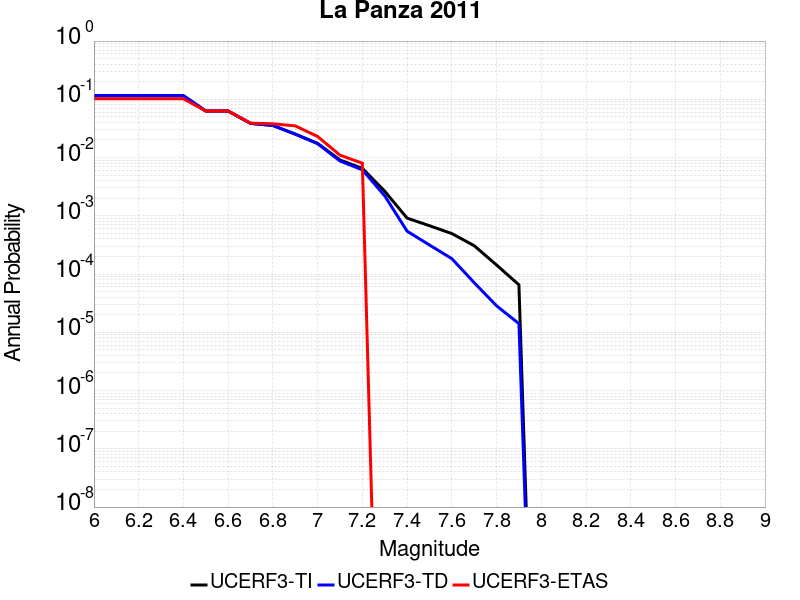 La Panza 2011
10^0
10^-1
10^-2
10^-3
10^-4
10^-5
10^-6
10^-7
10^-8
Annual Probability
6 6.2 6.4 6.6 6.8 7 7.2 7.4 7.6 7.8 8 8.2 8.4 8.6 8.8 9
Magnitude
UCERF3-TI UCERF3-TD UCERF3-ETAS